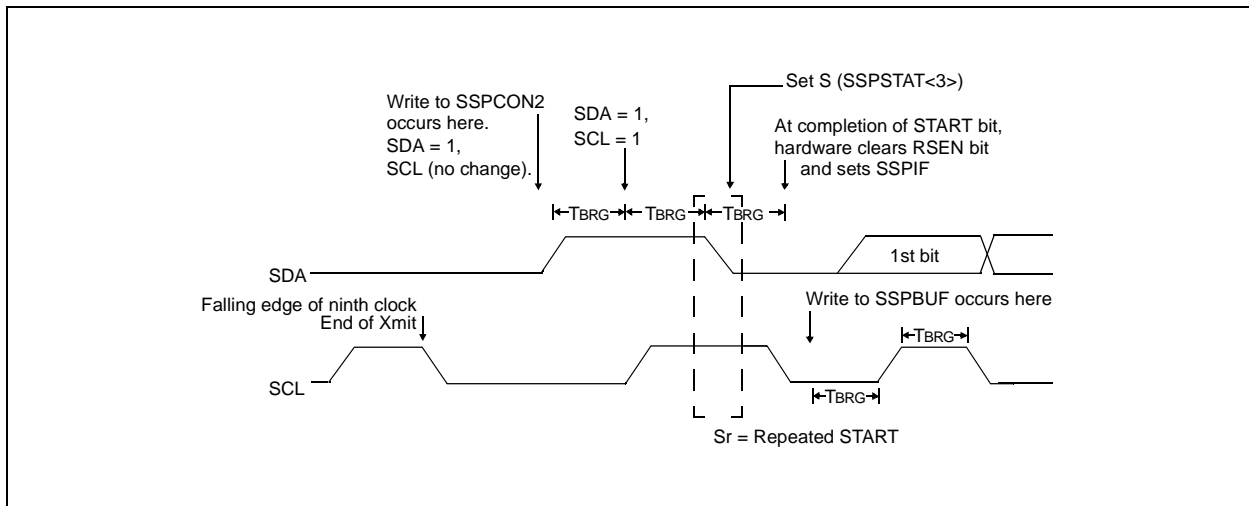 Set S (SSPSTAT<3>)
Write to SSPCON2
occurs here.
SDA = 1,
SCL (no change).
SDA = 1,
SCL = 1
At completion of START bit,
hardware clears RSEN bit
and sets SSPIF
TBRG
TBRG
TBRG
SDA
1st bit
Falling edge of ninth clock
End of Xmit
Write to SSPBUF occurs here
TBRG
SCL
TBRG
Sr = Repeated START